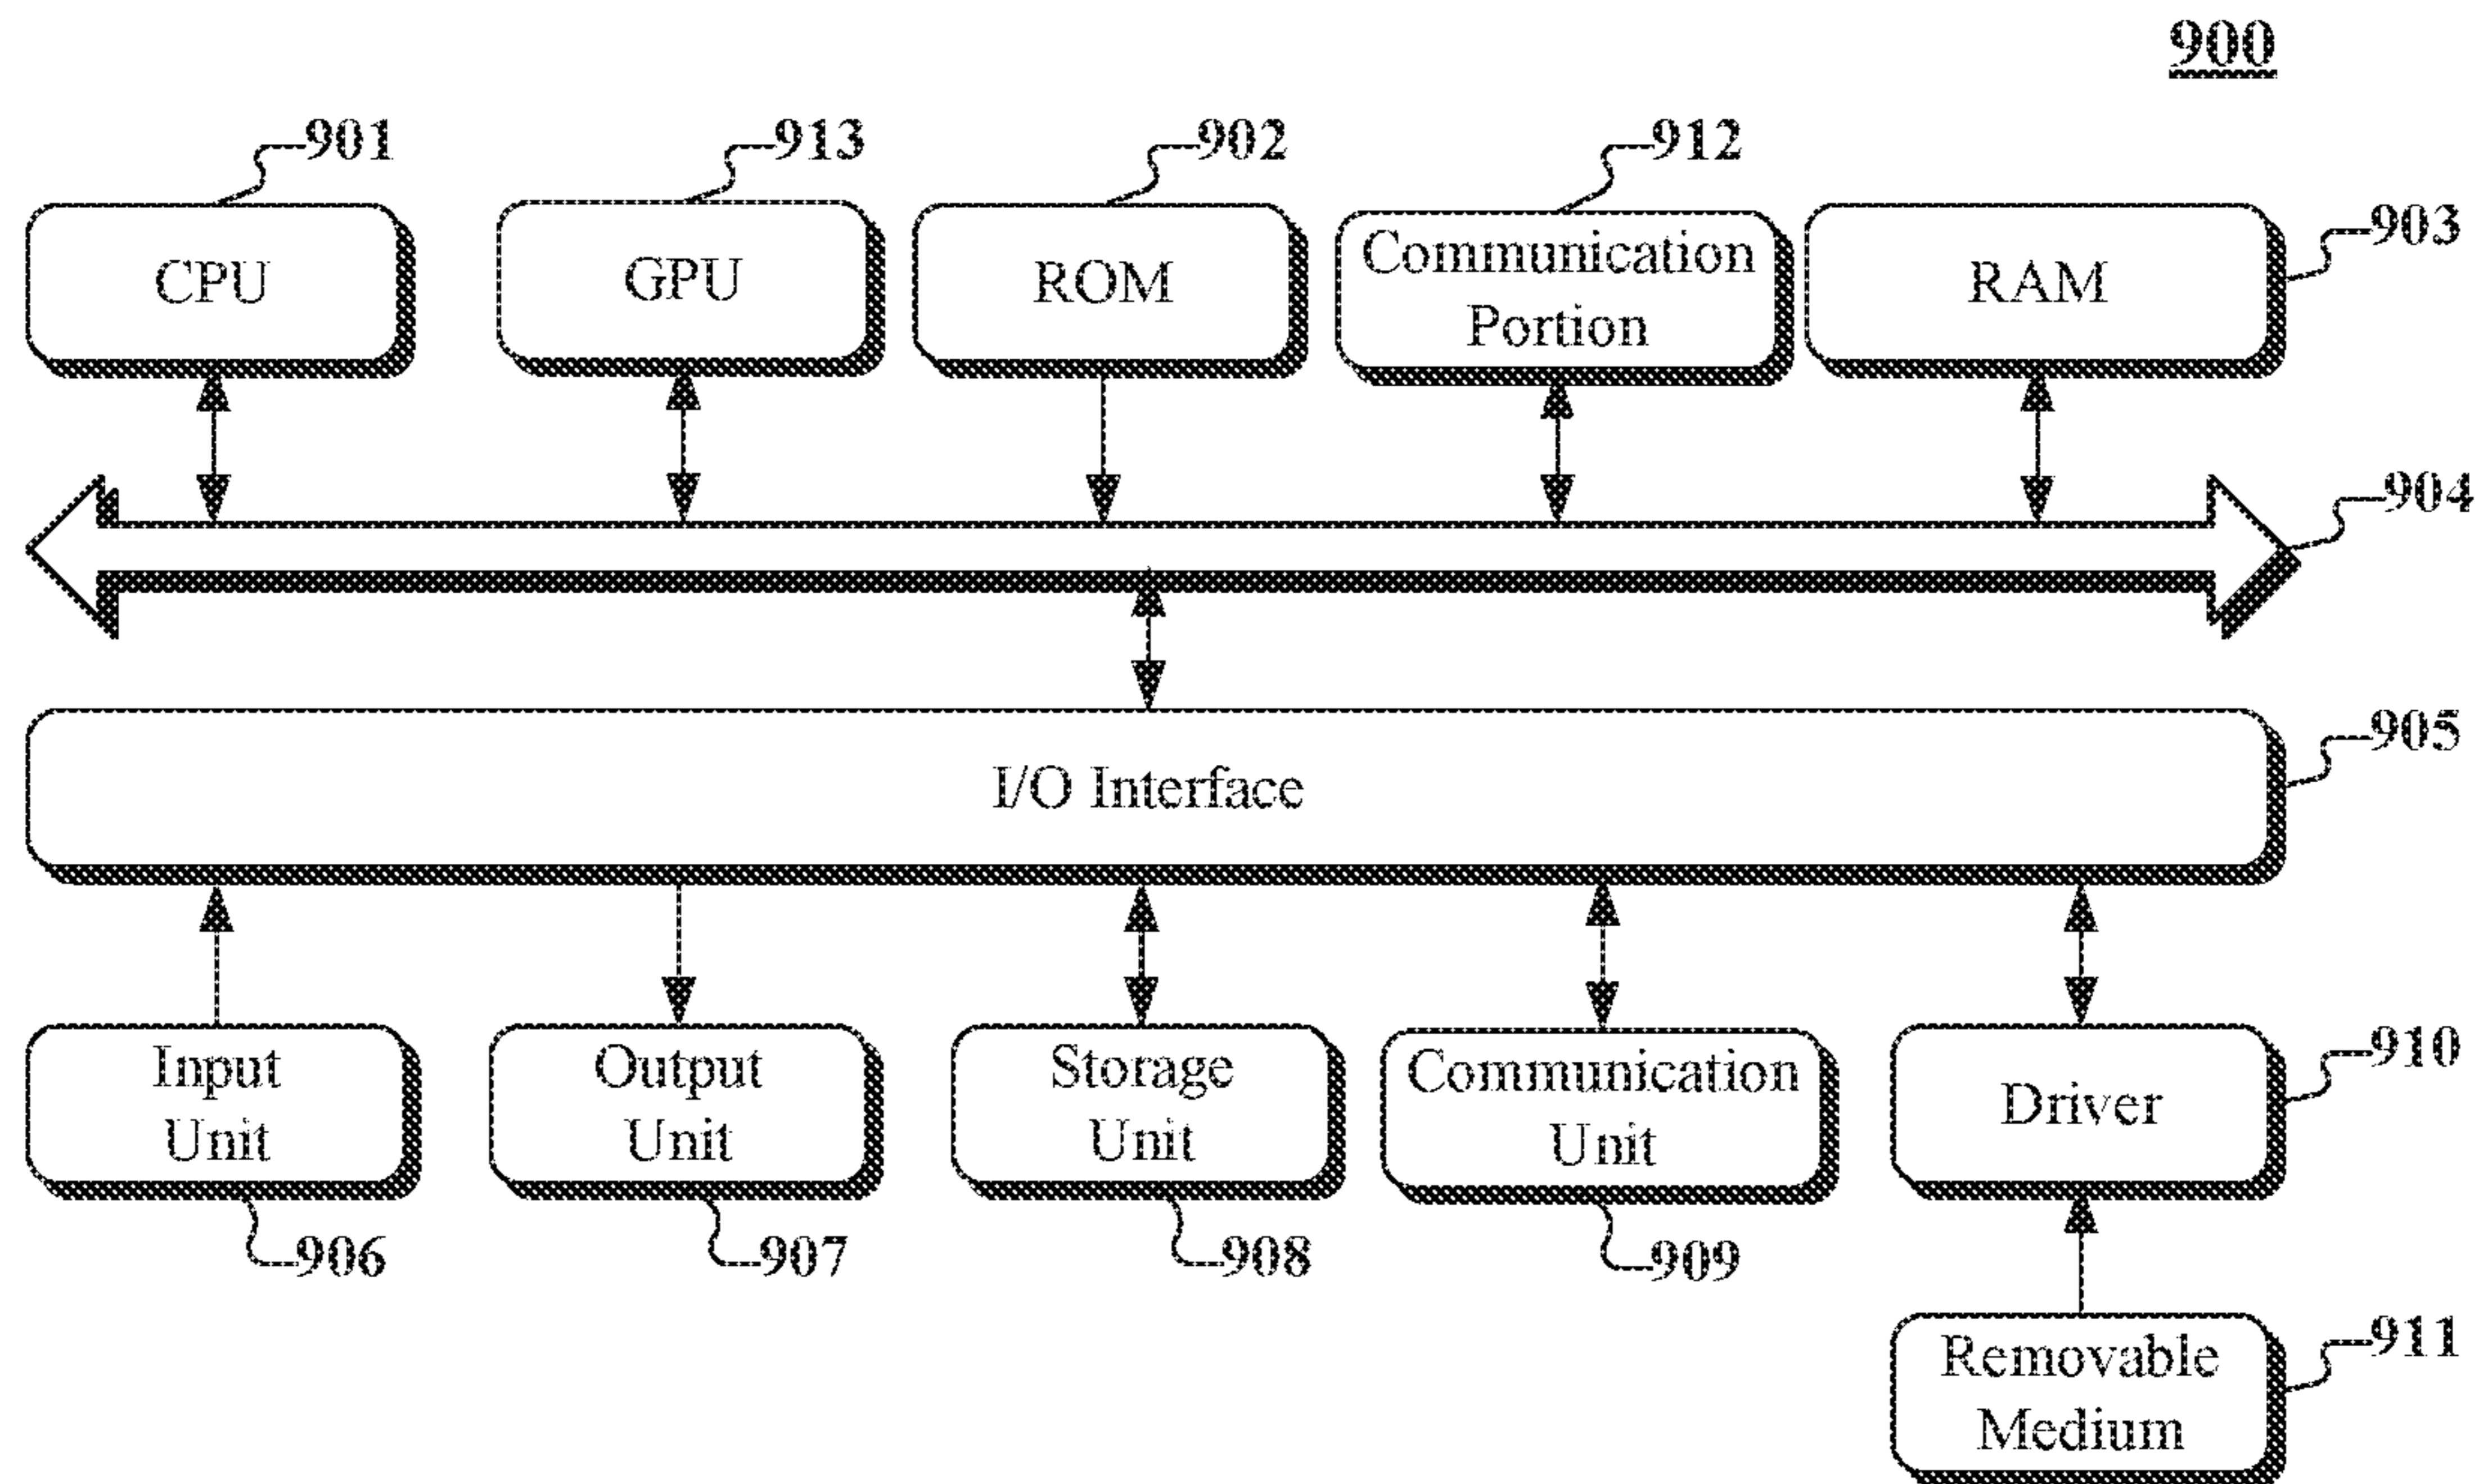 900
901
913
902
912
CPU
GPU
ROM
Communication
Portion
RAM
903
904
I/O Interface
905
Input
Unit
Output
Unit
Storage
Unit
Communication
Unit
Driver
910
906
907
908
909
Removable
Medium
911